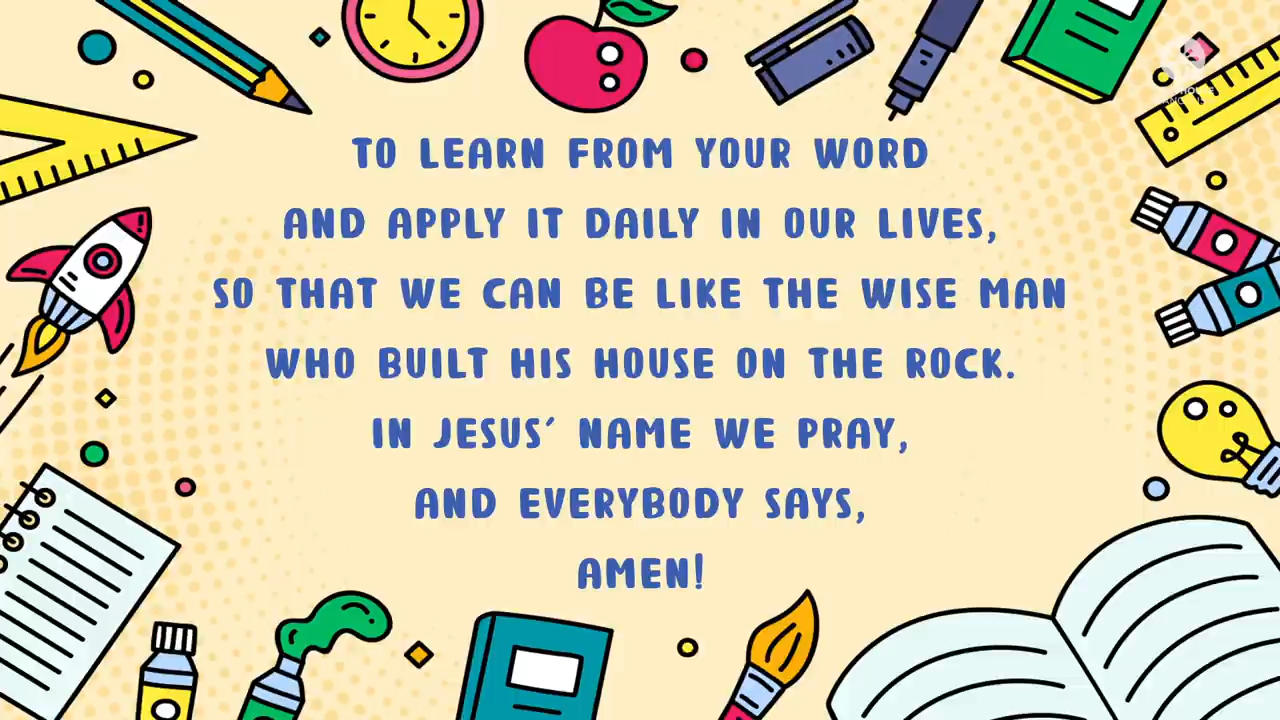 TO LEARN FROM YOUR WORD
AND APPLY IT DAILY IN OUR LIVES,
SO THAT WE CAN BE LIKE THE WISE MAN
WHO BUILT HIS HOUSE ON THE ROCK.
IN JESUS' NAME WE PRAY,
AND EVERYBODY SAYS,
AMEN!